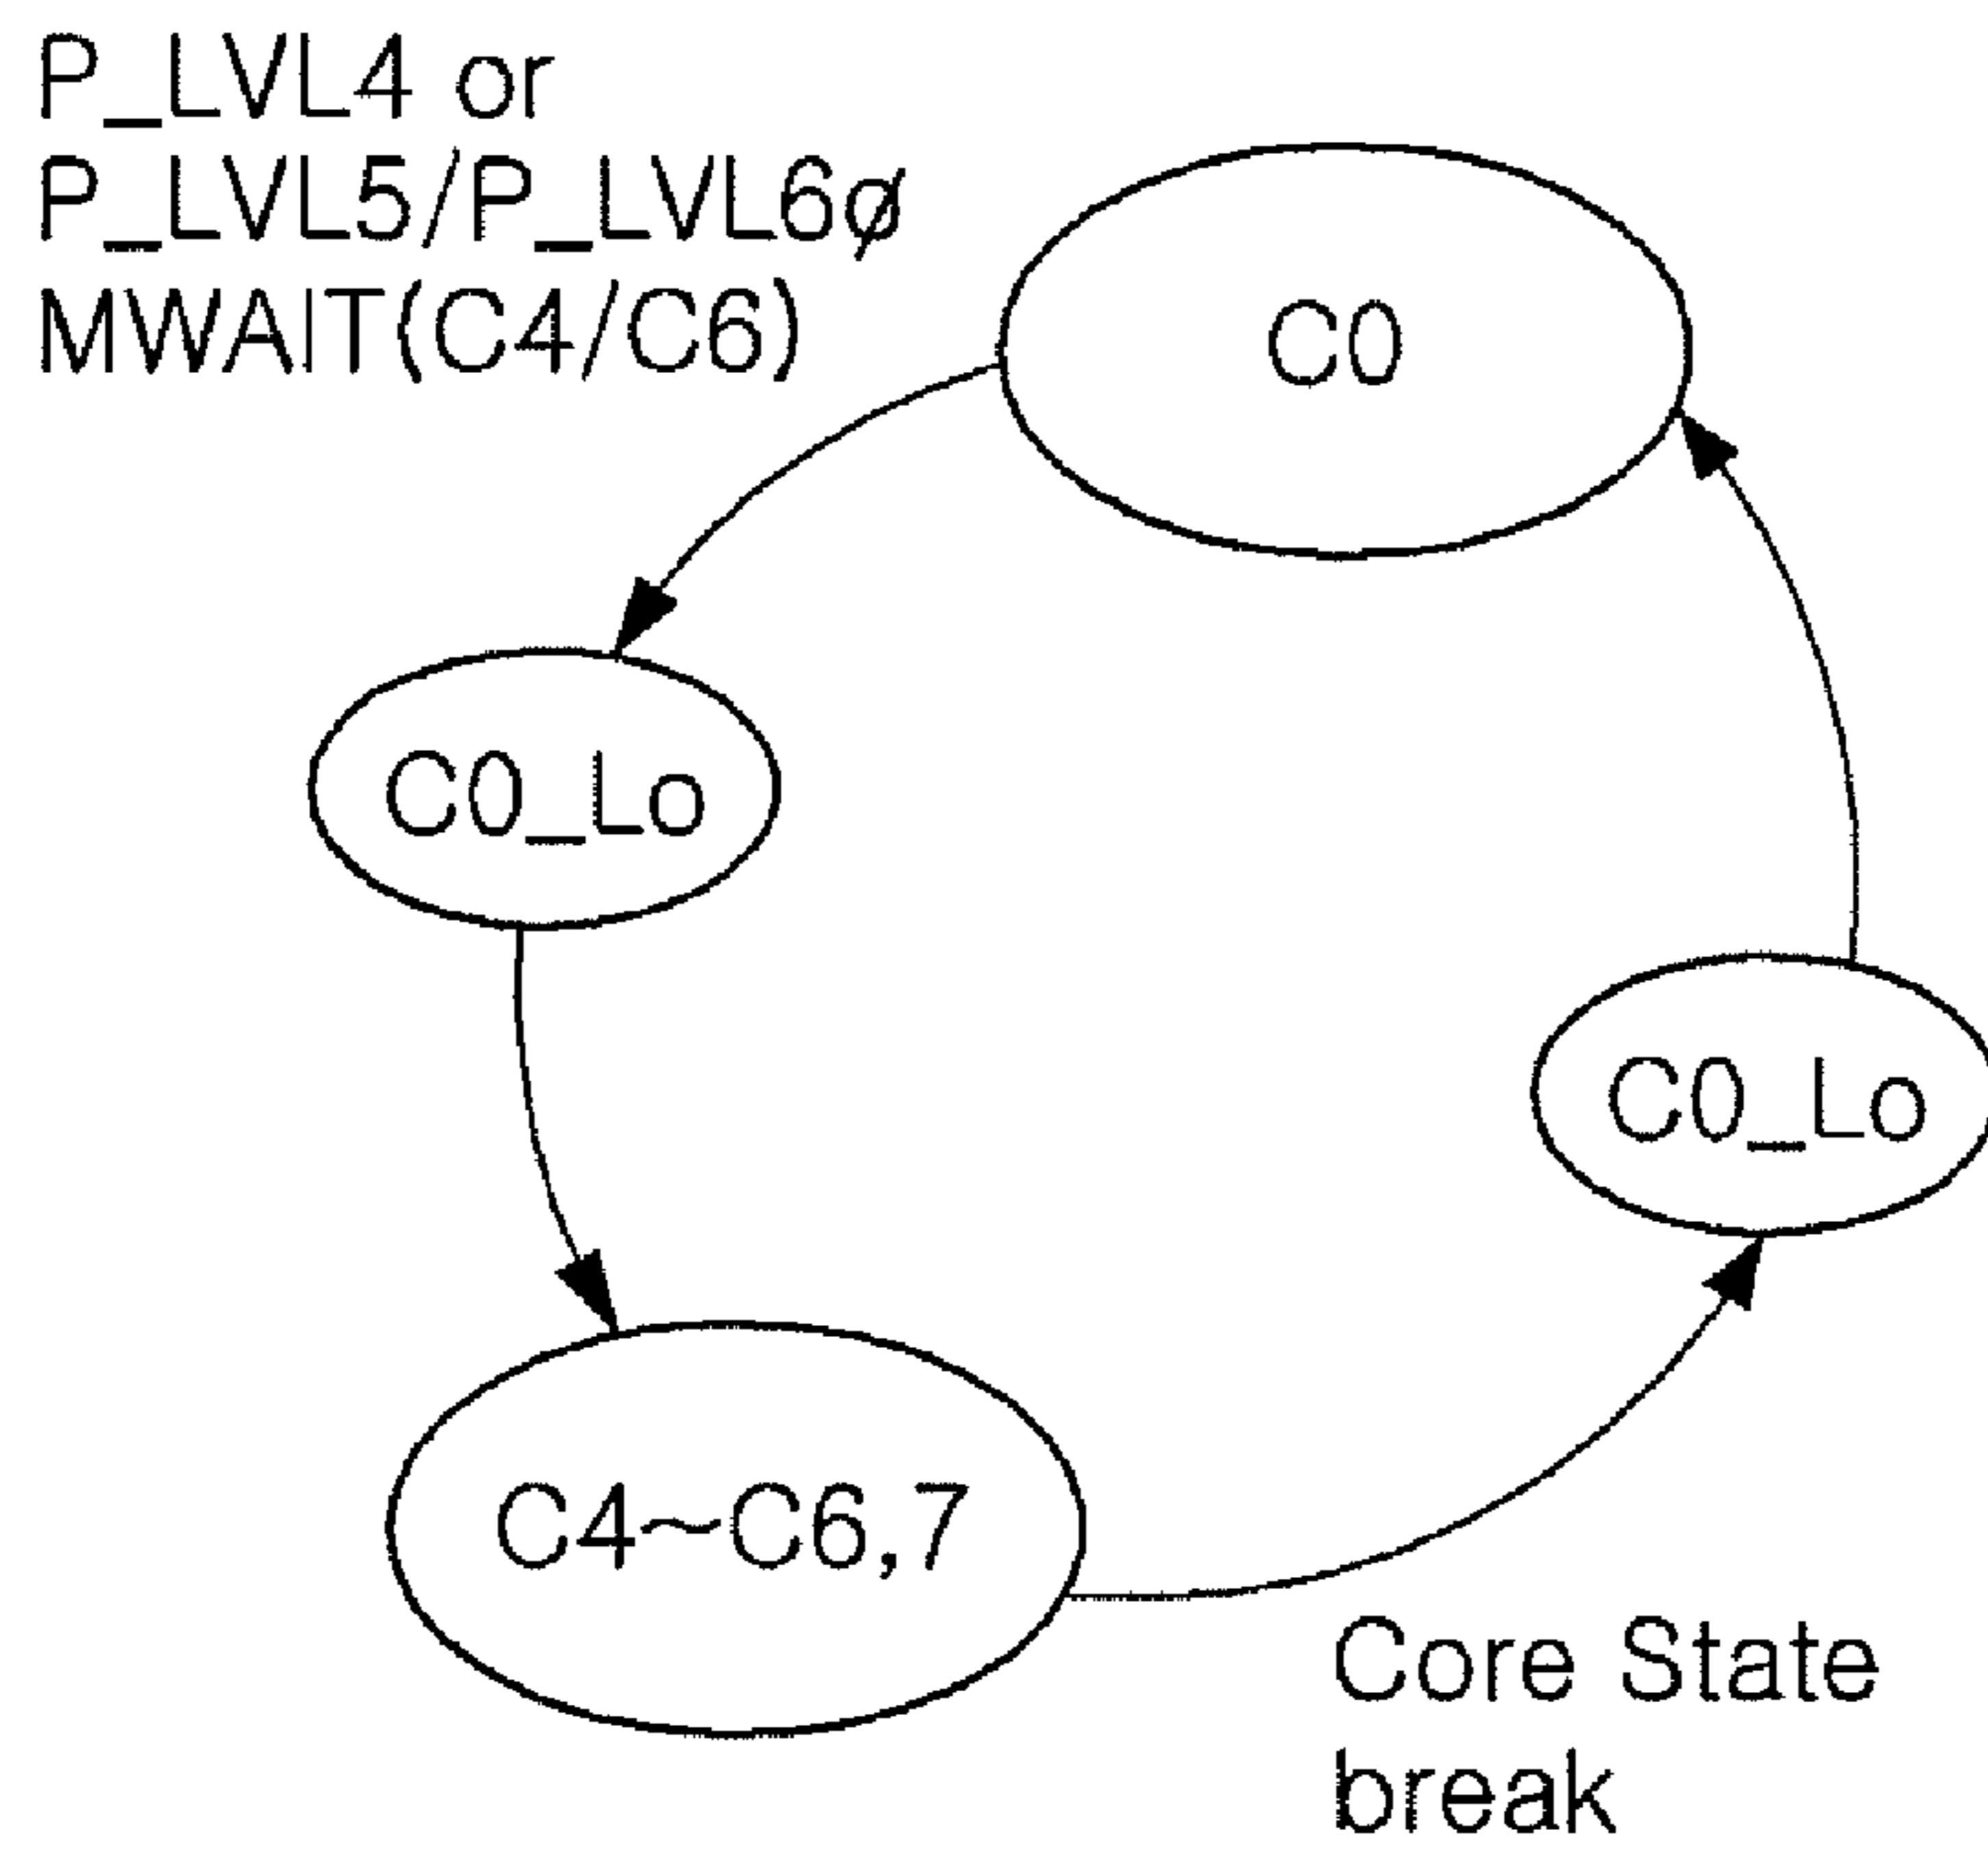 P_LVL4 or
P_LVL5/P_LVL6ø
MWAIT(C4/C6)
C0
C0_Lo
C0_Lo
C4~C6,7
Core State
break